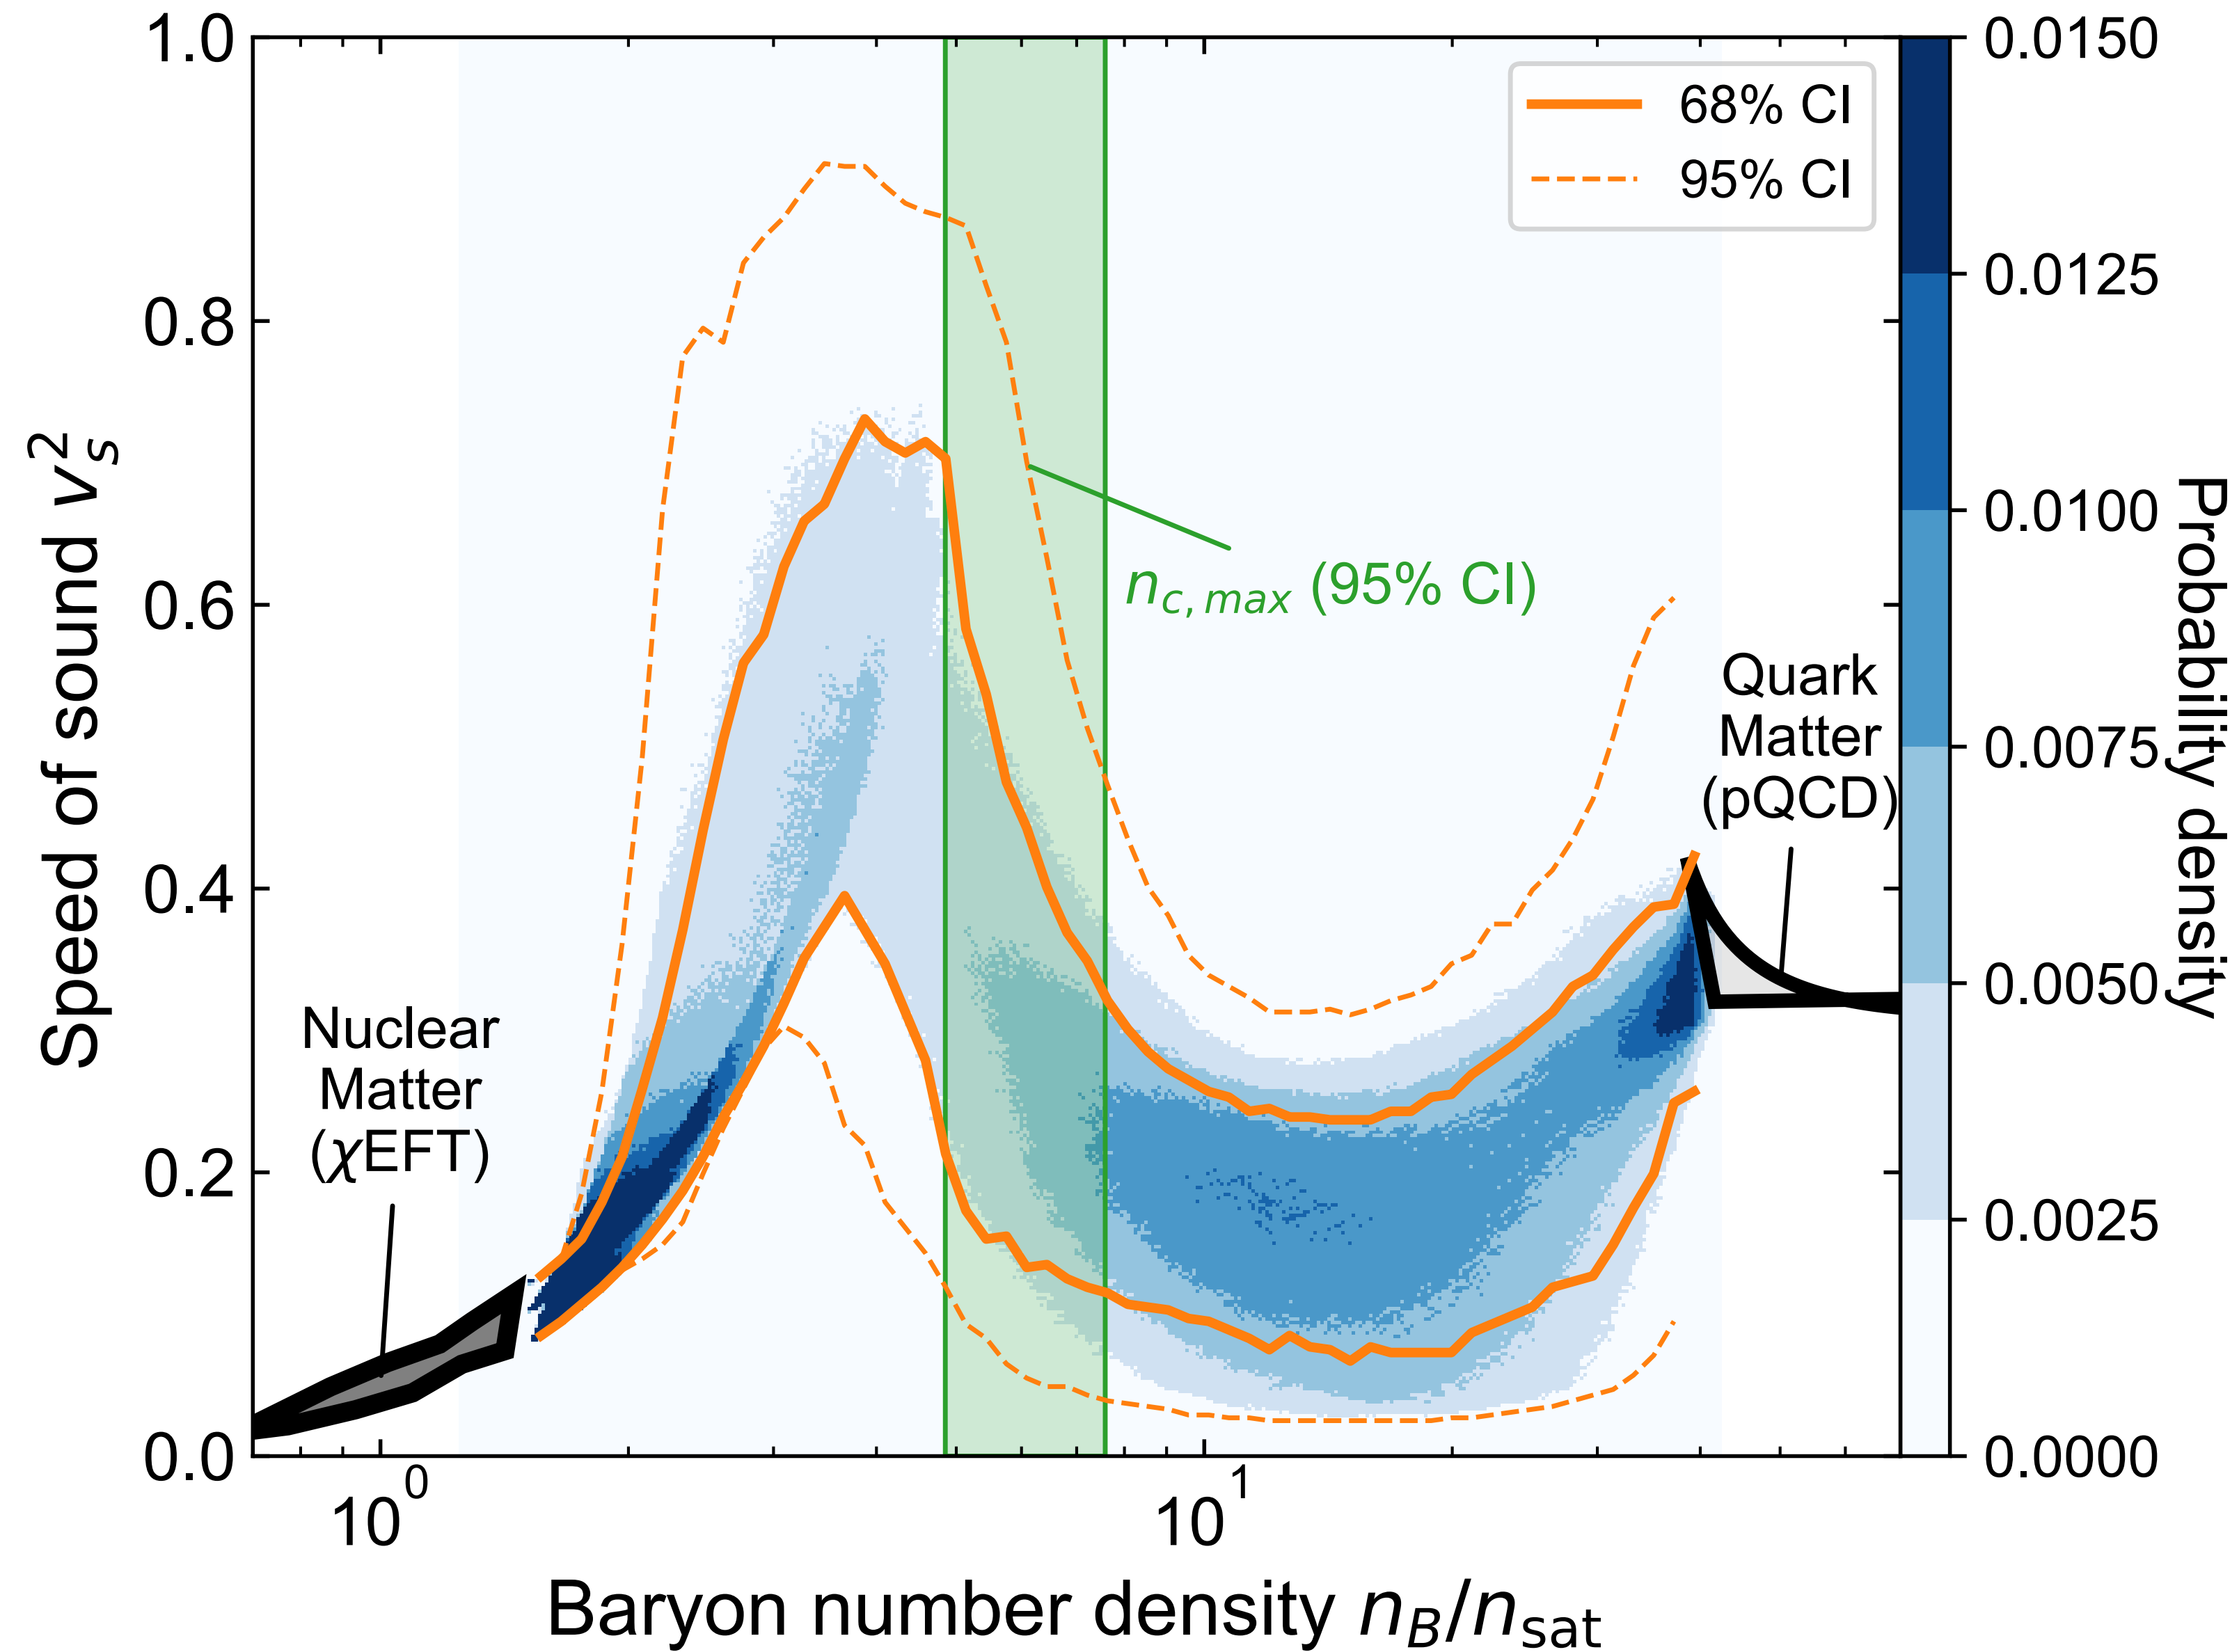 1.0
0.8
0.6
0.4
0.2
0.0
Speed of sound v_s^2
10^0
10^1
Baryon number density n_B/n_sat
68% CI
95% CI
n_{c,max} (95% CI)
Nuclear
Matter
(χEFT)
Quark
Matter
(pQCD)
0.0150
0.0125
0.0100
0.0075
0.0050
0.0025
0.0000
Probability density